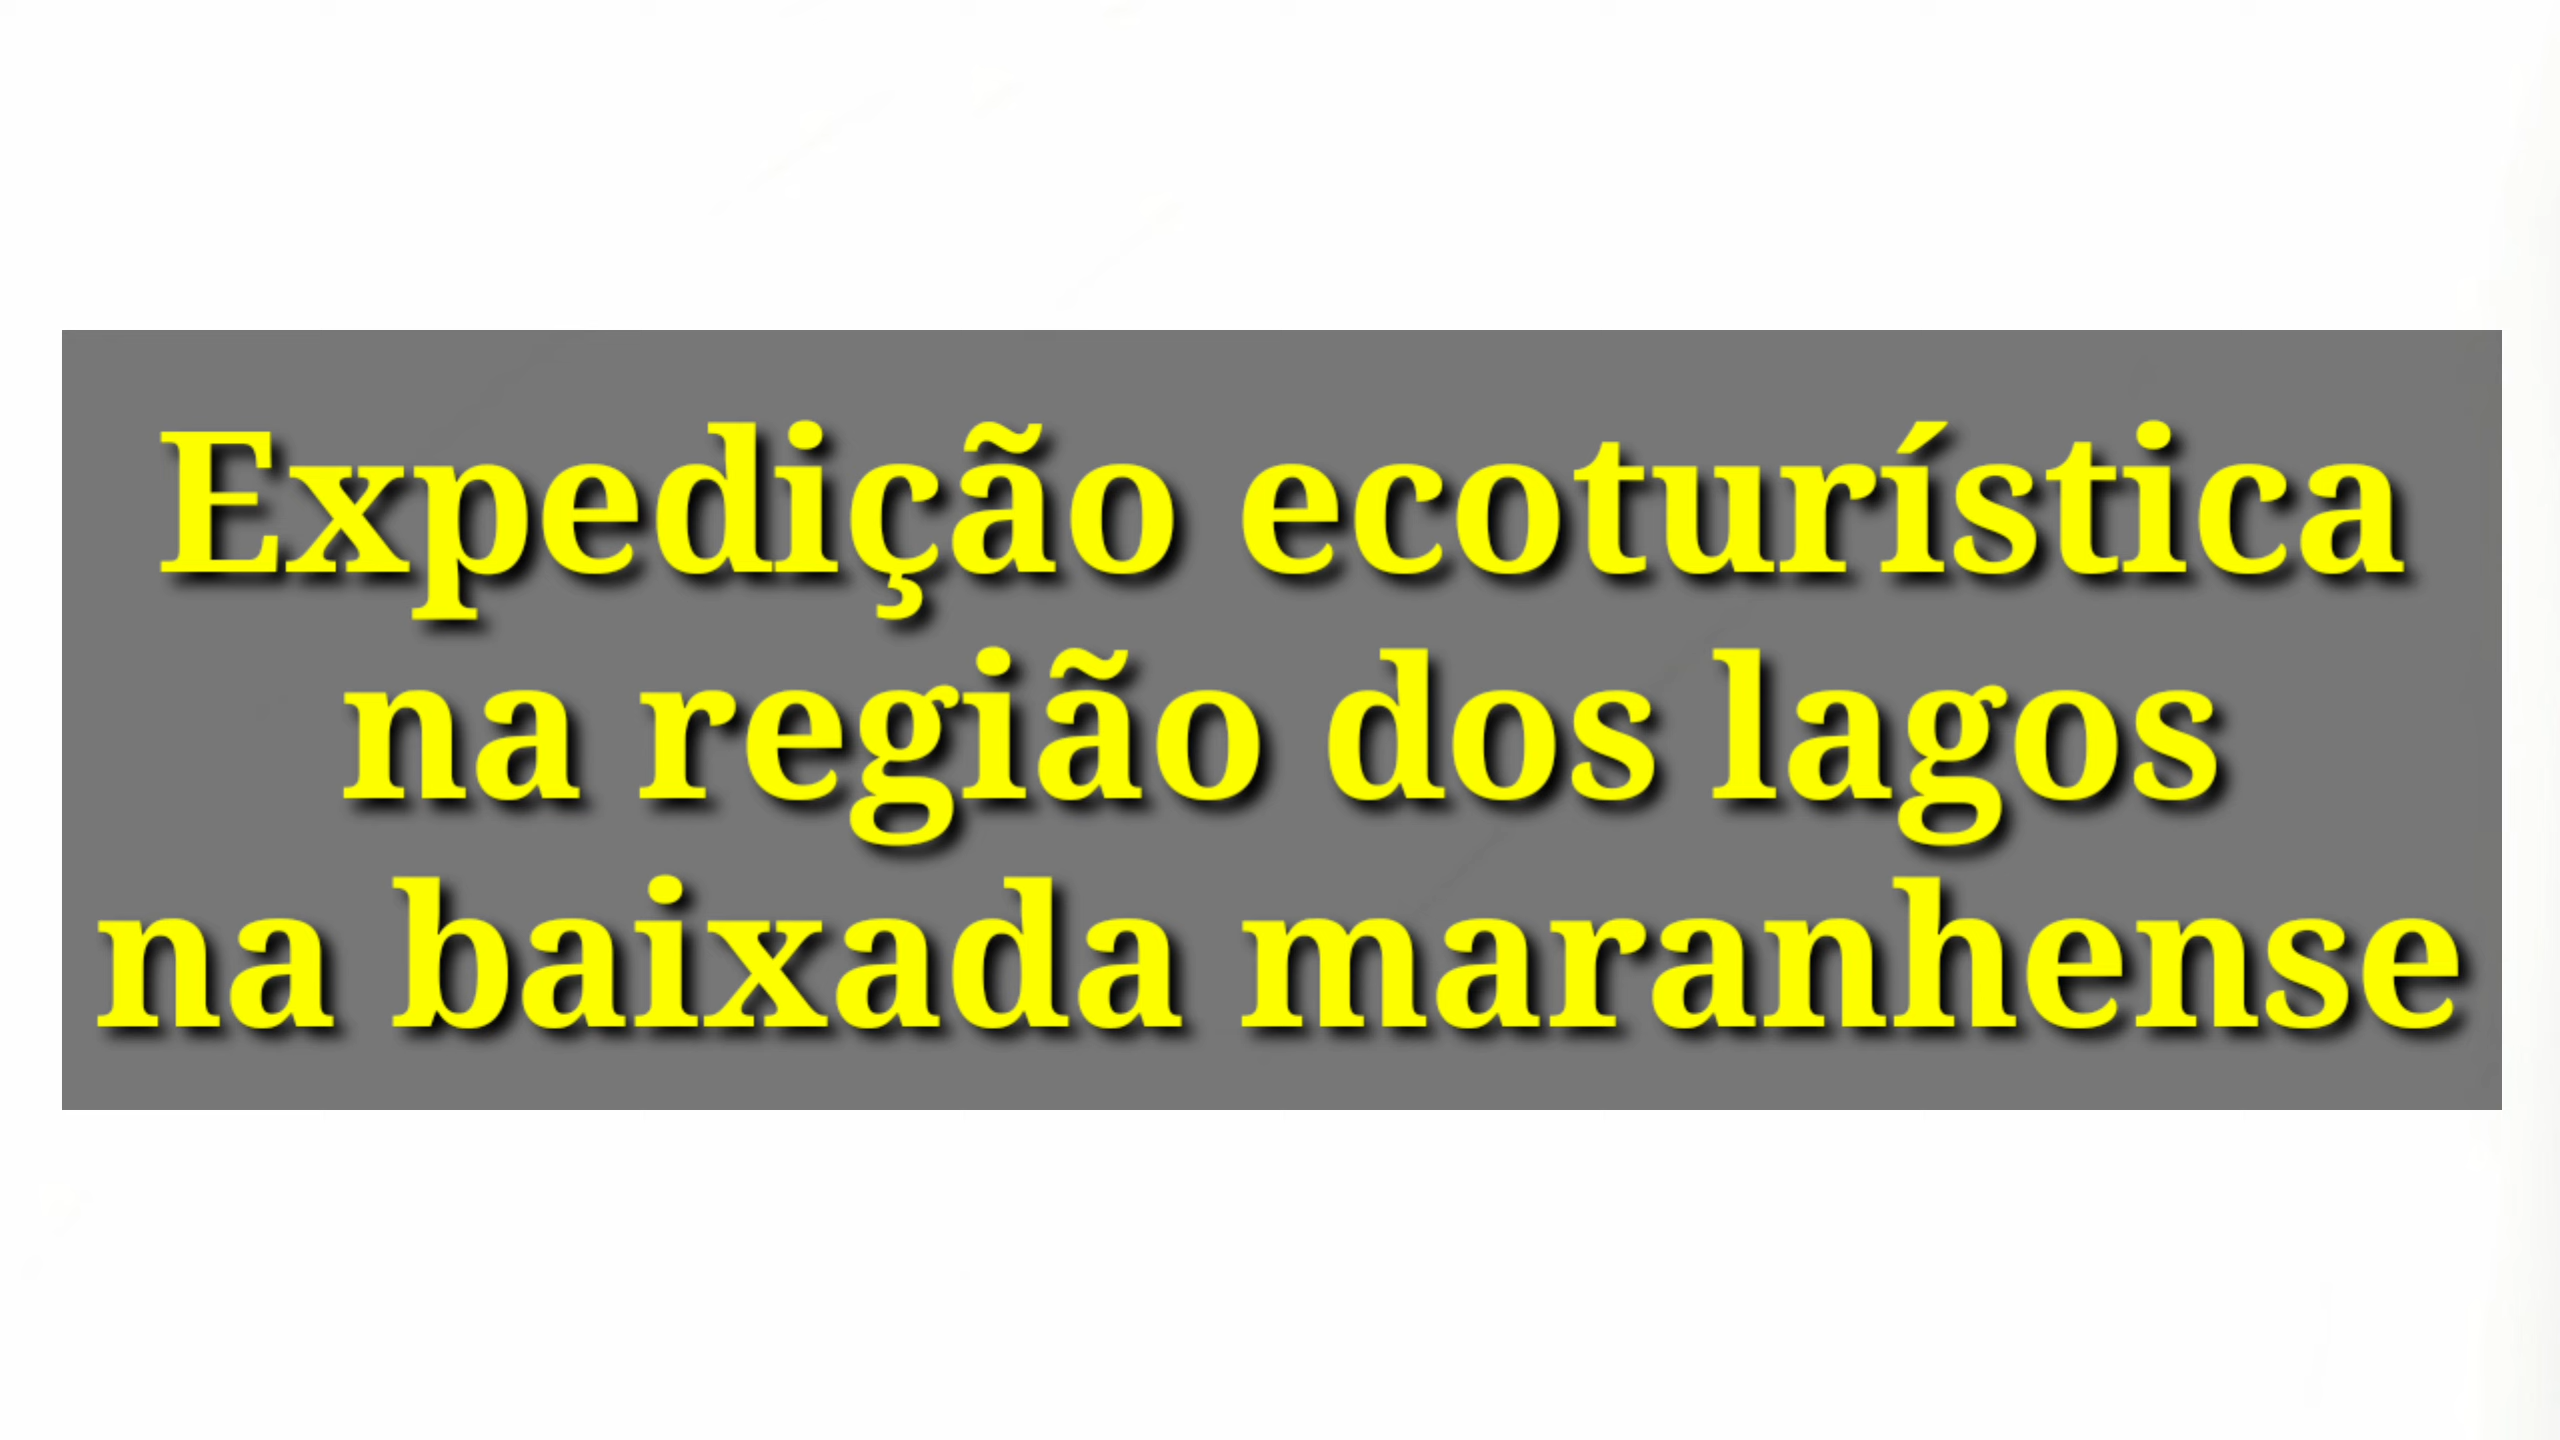 Expedição ecoturística
na região dos lagos
na baixada maranhense